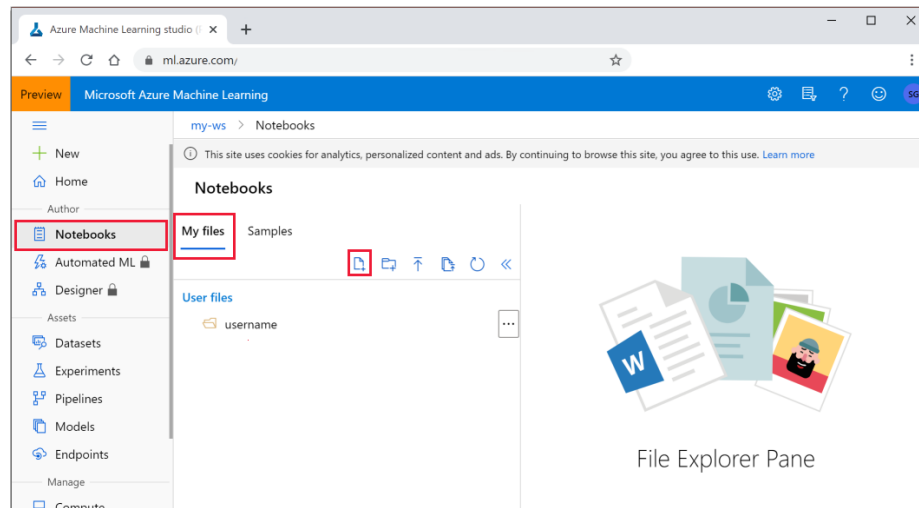 Azure Machine Learning studio (
ml.azure.com/
Preview Microsoft Azure Machine Learning
SG
my-ws > Notebooks
New
This site uses cookies for analytics, personalized content and ads. By continuing to browse this site, you agree to this use. Learn more
Home
Notebooks
Author
Notebooks
My files Samples
Automated ML
Designer
User files
username
Assets
Datasets
W
Experiments
Pipelines
Models
Endpoints
File Explorer Pane
Manage
Compute